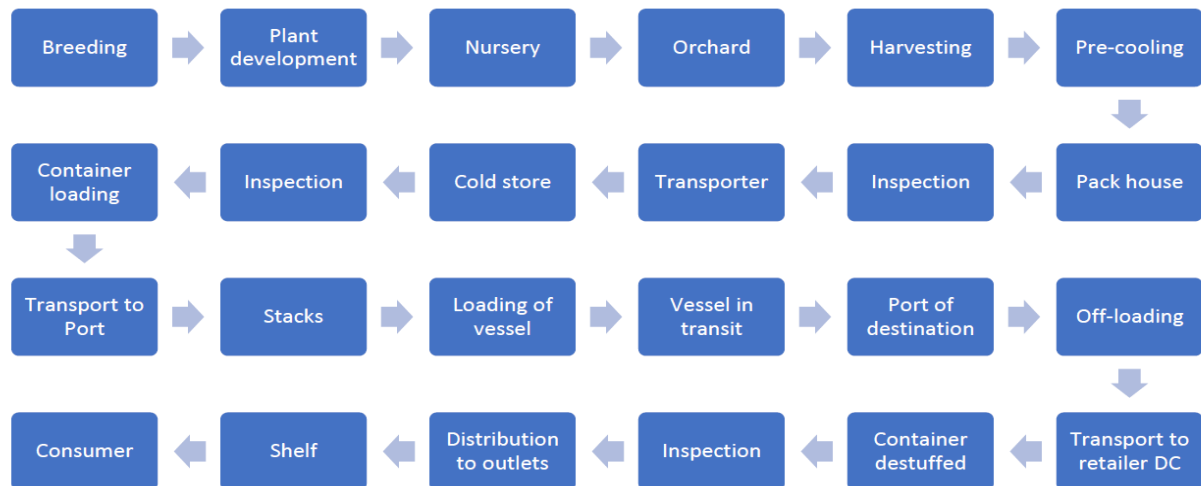 Breeding
Plant
development
Nursery
Orchard
Harvesting
Pre-cooling
Pack house
Inspection
Transporter
Cold store
Inspection
Container
loading
Transport to
Port
Stacks
Loading of
vessel
Vessel in
transit
Port of
destination
Off-loading
Transport to
retailer DC
Container
destuffed
Inspection
Distribution
to outlets
Shelf
Consumer